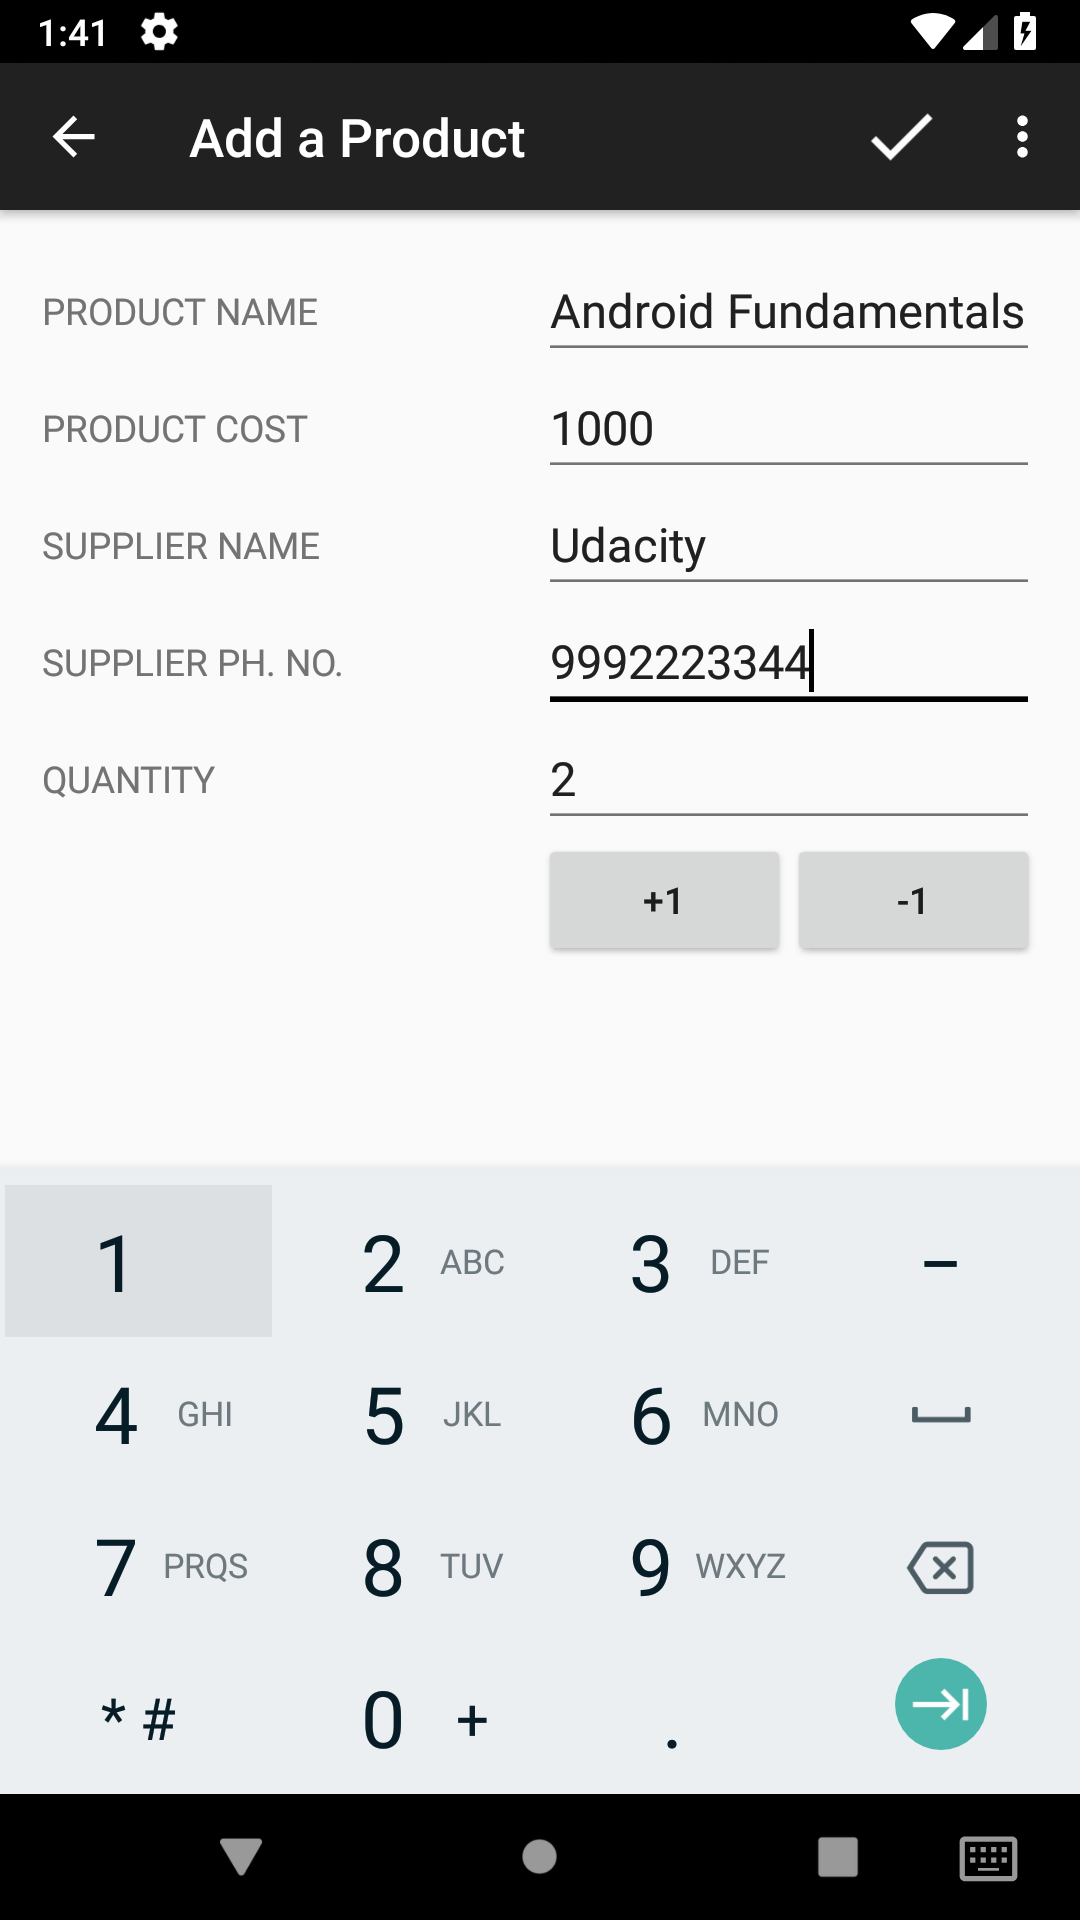 1:41
Add a Product
PRODUCT NAME Android Fundamentals
PRODUCT COST 1000
SUPPLIER NAME Udacity
SUPPLIER PH. NO. 9992223344
QUANTITY 2
+1 -1
1 2 ABC 3 DEF –
4 GHI 5 JKL 6 MNO
7 PRQS 8 TUV 9 WXYZ
* # 0 + .